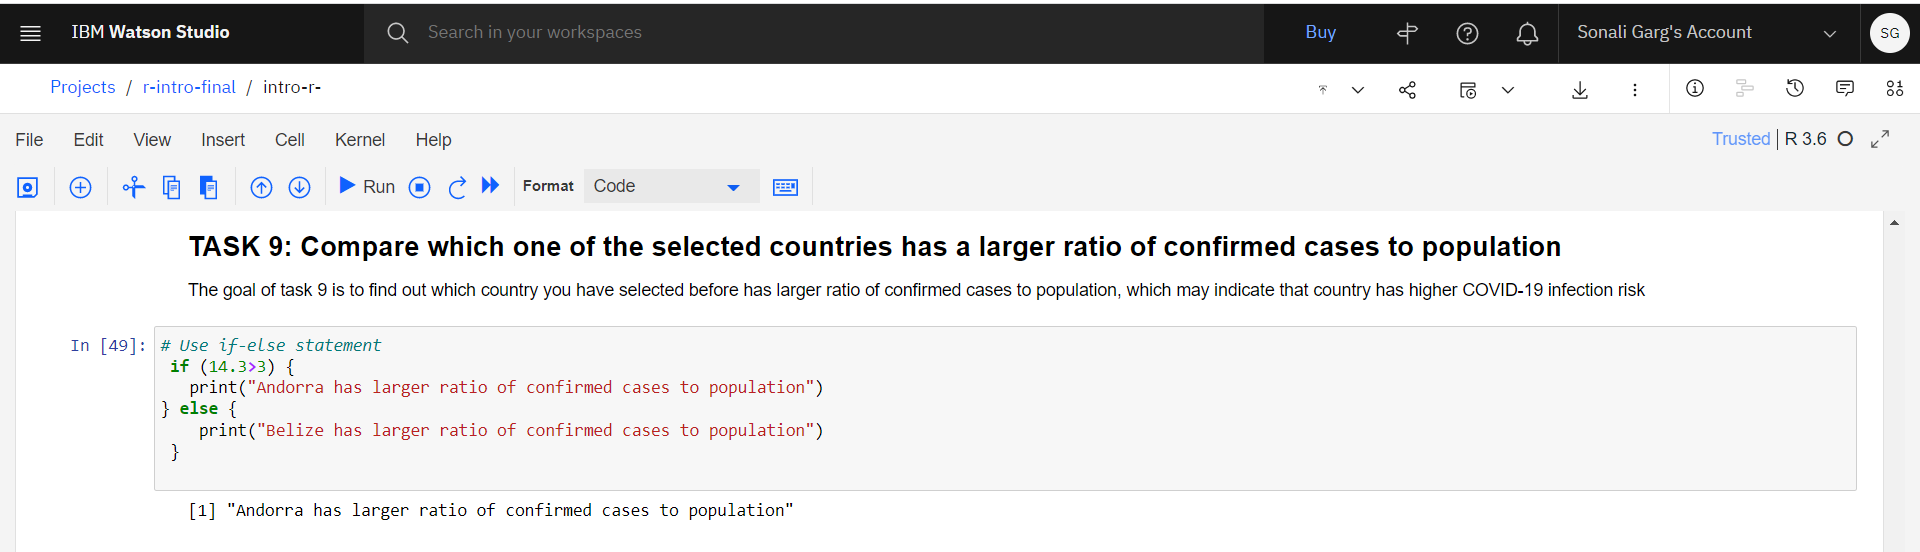 IBM Watson Studio
Search in your workspaces
Buy
Sonali Garg's Account
SG
Projects / r-intro-final / intro-r-
File Edit View Insert Cell Kernel Help
Trusted | R 3.6
Run
Format
Code
TASK 9: Compare which one of the selected countries has a larger ratio of confirmed cases to population
The goal of task 9 is to find out which country you have selected before has larger ratio of confirmed cases to population, which may indicate that country has higher COVID-19 infection risk
In [49]:
# Use if-else statement
if (14.3>3) {
print("Andorra has larger ratio of confirmed cases to population")
} else {
print("Belize has larger ratio of confirmed cases to population")
}
[1] "Andorra has larger ratio of confirmed cases to population"